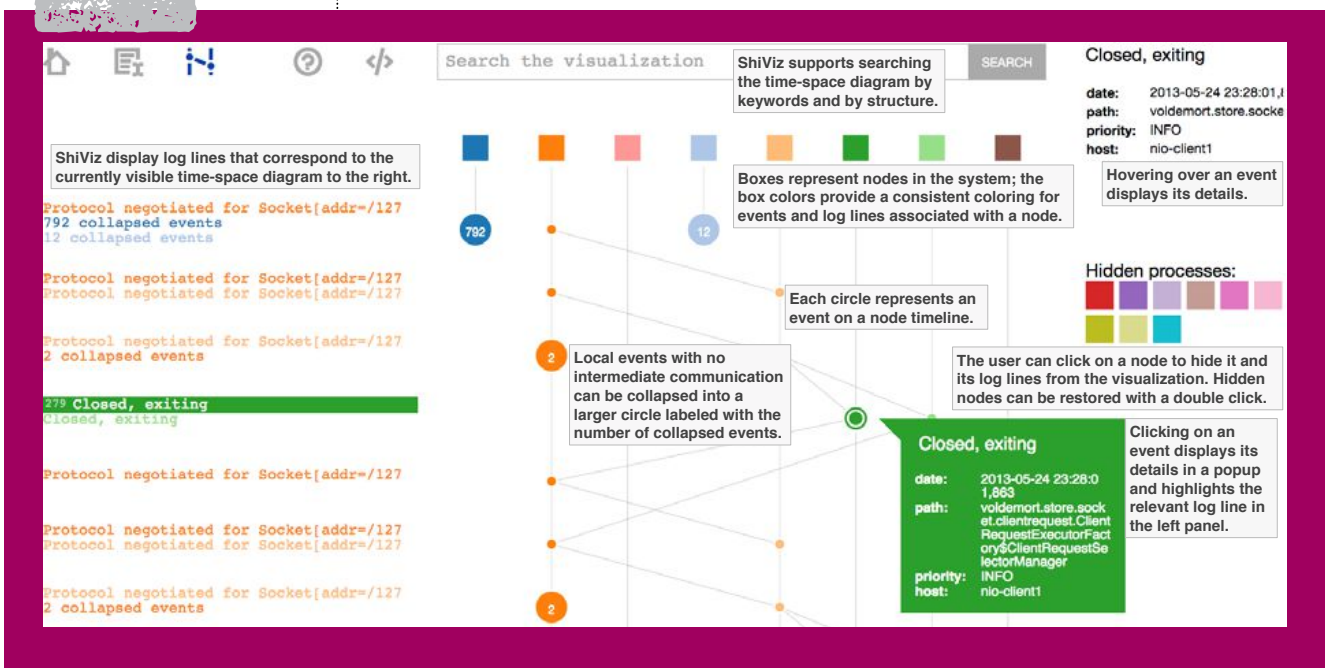 </>
Search the visualization
SEARCH
ShiViz supports searching
the time-space diagram by
keywords and by structure.
Closed, exiting
date: 2013-05-24 23:28:01,
path: voldemort.store.socke
priority: INFO
host: nio-client1
Hovering over an event
displays its details.
ShiViz display log lines that correspond to the
currently visible time-space diagram to the right.
Boxes represent nodes in the system; the
box colors provide a consistent coloring for
events and log lines associated with a node.
Protocol negotiated for Socket[addr=/127
792 collapsed events
12 collapsed events
792
12
Hidden processes:
Protocol negotiated for Socket[addr=/127
Protocol negotiated for Socket[addr=/127
Each circle represents an
event on a node timeline.
Protocol negotiated for Socket[addr=/127
2 collapsed events
2
Local events with no
intermediate communication
can be collapsed into a
larger circle labeled with the
number of collapsed events.
The user can click on a node to hide it and
its log lines from the visualization. Hidden
nodes can be restored with a double click.
279 Closed, exiting
Closed, exiting
Closed, exiting
date: 2013-05-24 23:28:0
1,863
path: voldemort.store.sock
et.clientrequest.Client
RequestExecutorFact
ory$ClientRequestSe
lectorManager
priority: INFO
host: nio-client1
Clicking on an
event displays its
details in a popup
and highlights the
relevant log line in
the left panel.
Protocol negotiated for Socket[addr=/127
Protocol negotiated for Socket[addr=/127
Protocol negotiated for Socket[addr=/127
Protocol negotiated for Socket[addr=/127
2 collapsed events
2